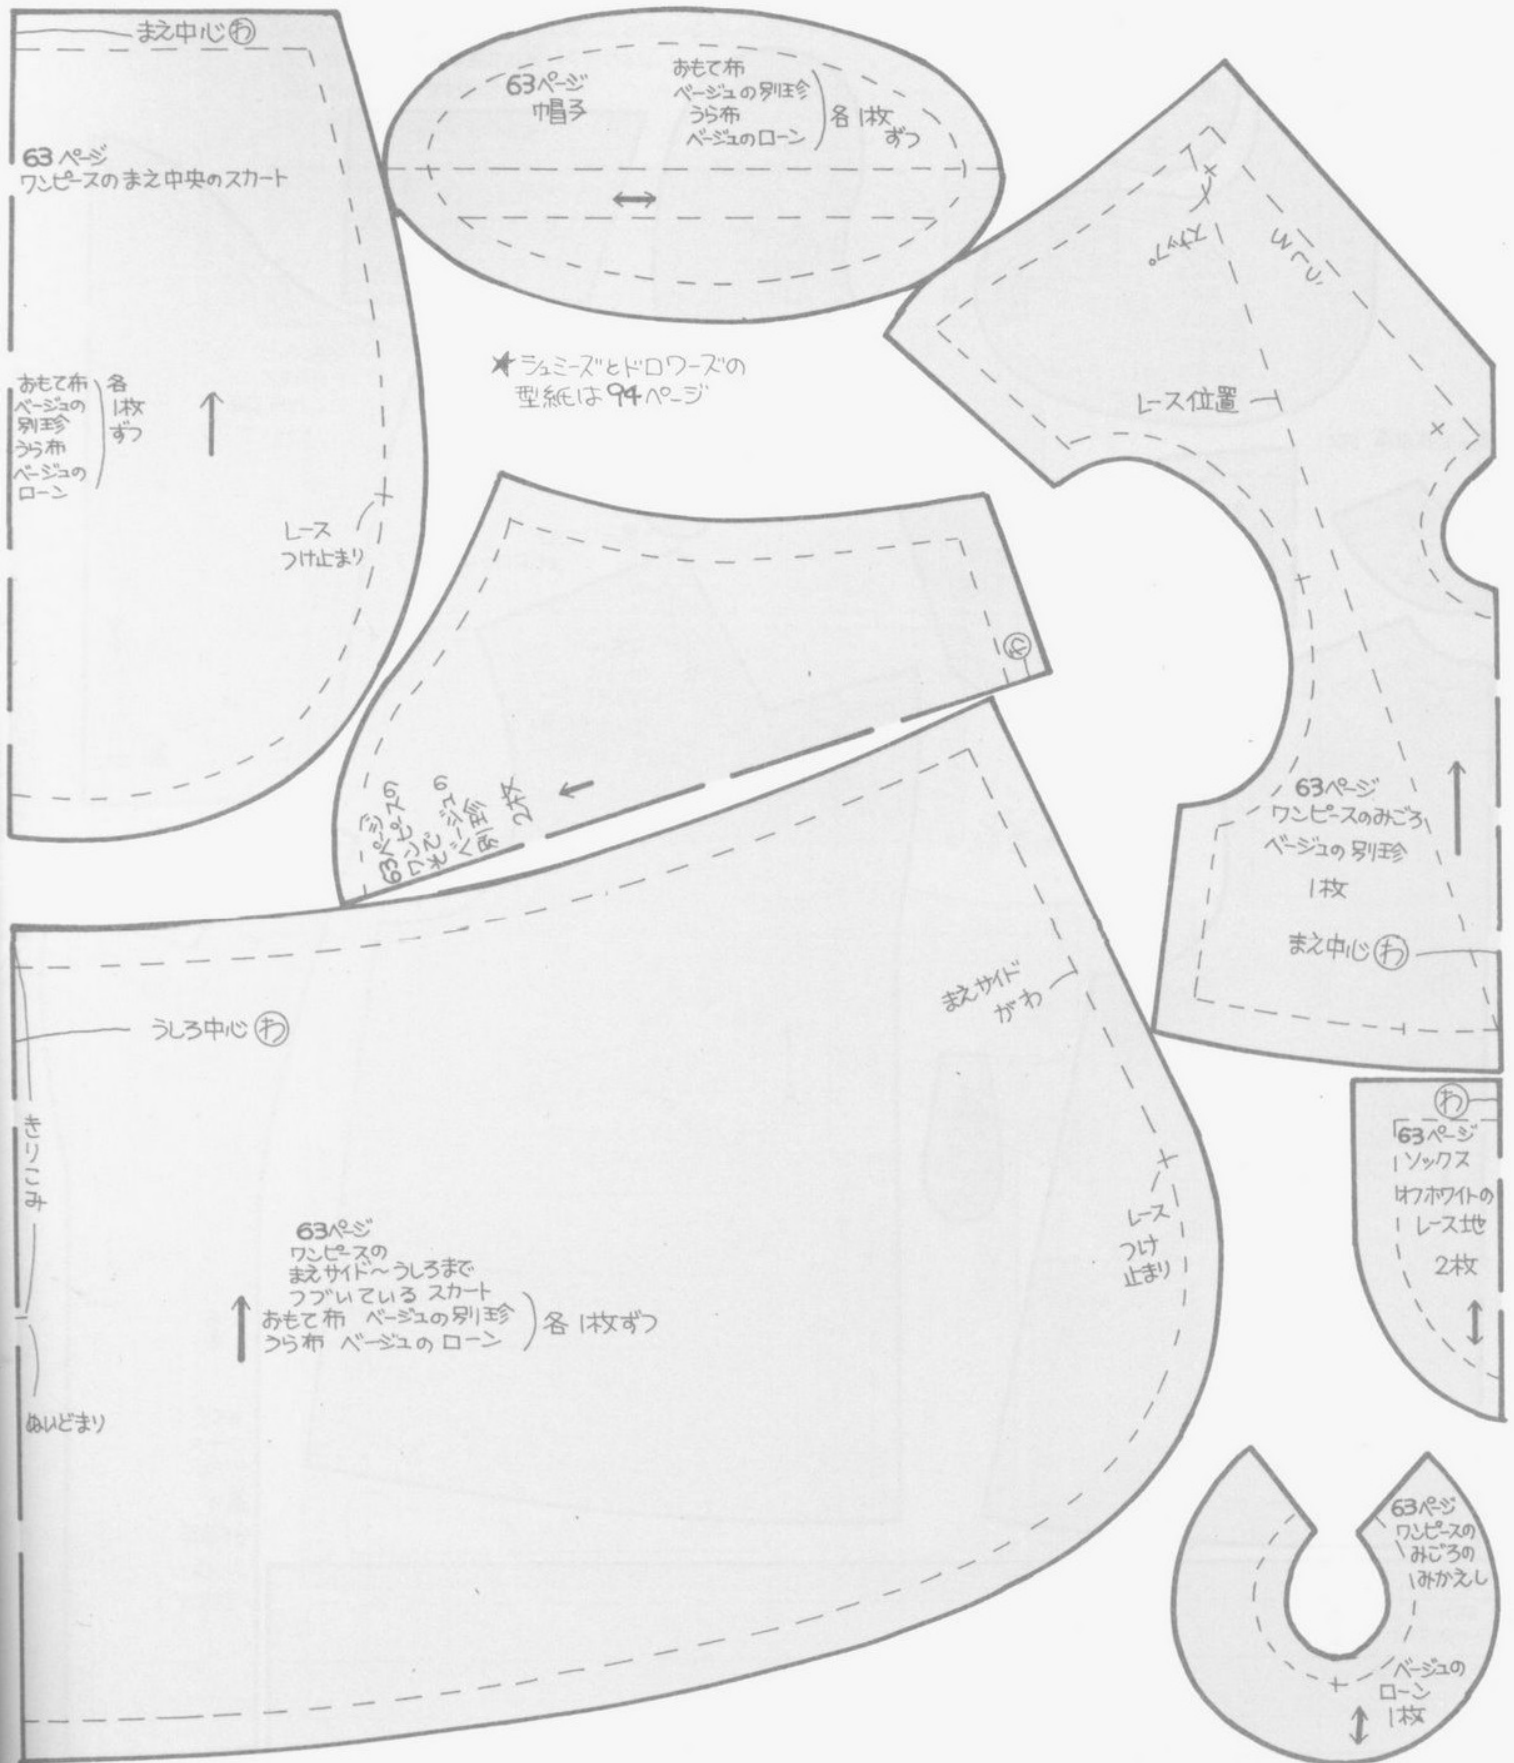 まえ中心わ
63ページ
ワンピースのまえ中央のスカート
おもて布
ベージュの
別珍
うら布
ベージュの
ローン
各
1枚
ずつ
レース
つけ止まり
63ページ
帽子
おもて布
ベージュの別珍
うら布
ベージュのローン
各1枚
ずつ
★シュミーズとドロワーズの
型紙は94ページ
スナップ
うしろ
レース位置
63ページ
ワンピースのみごろ
ベージュの別珍
1枚
まえ中心わ
わ
63ページ
ワンピースの
そで
ベージュの
別珍
2枚
うしろ中心わ
きりこみ
ぬいどまり
まえサイド
がわ
レース
つけ
止まり
63ページ
ワンピースの
まえサイド〜うしろまで
つづいているスカート
おもて布 ベージュの別珍
うら布 ベージュのローン
各1枚ずつ
わ
63ページ
ソックス
オフホワイトの
レース地
2枚
63ページ
ワンピースの
みごろの
みかえし
ベージュの
ローン
1枚